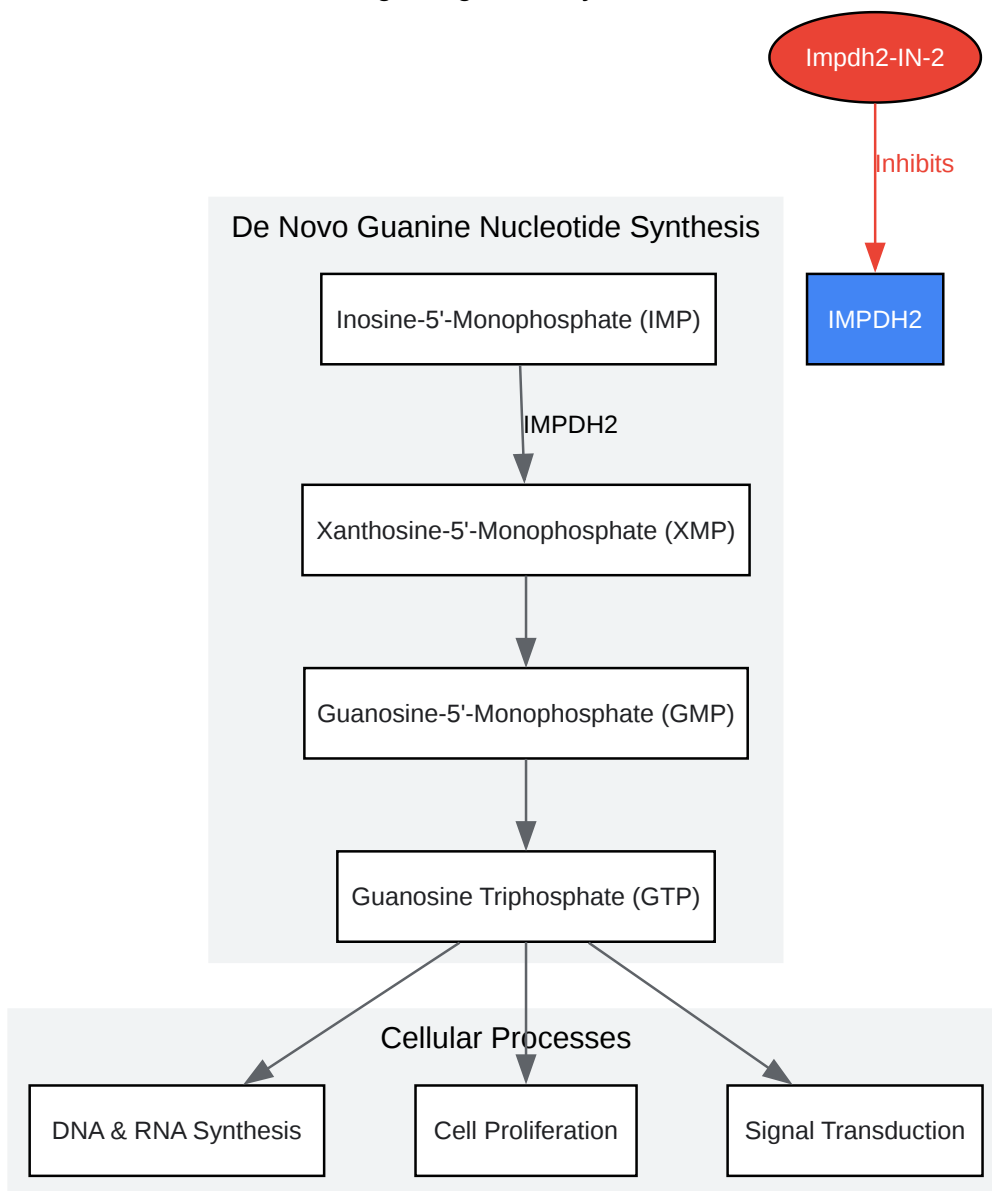 Impdh2-IN-2
Inhibits
De Novo Guanine Nucleotide Synthesis
Inosine-5'-Monophosphate (IMP)
IMPDH2
IMPDH2
Xanthosine-5'-Monophosphate (XMP)
Guanosine-5'-Monophosphate (GMP)
Guanosine Triphosphate (GTP)
Cellular Processes
DNA & RNA Synthesis
Cell Proliferation
Signal Transduction